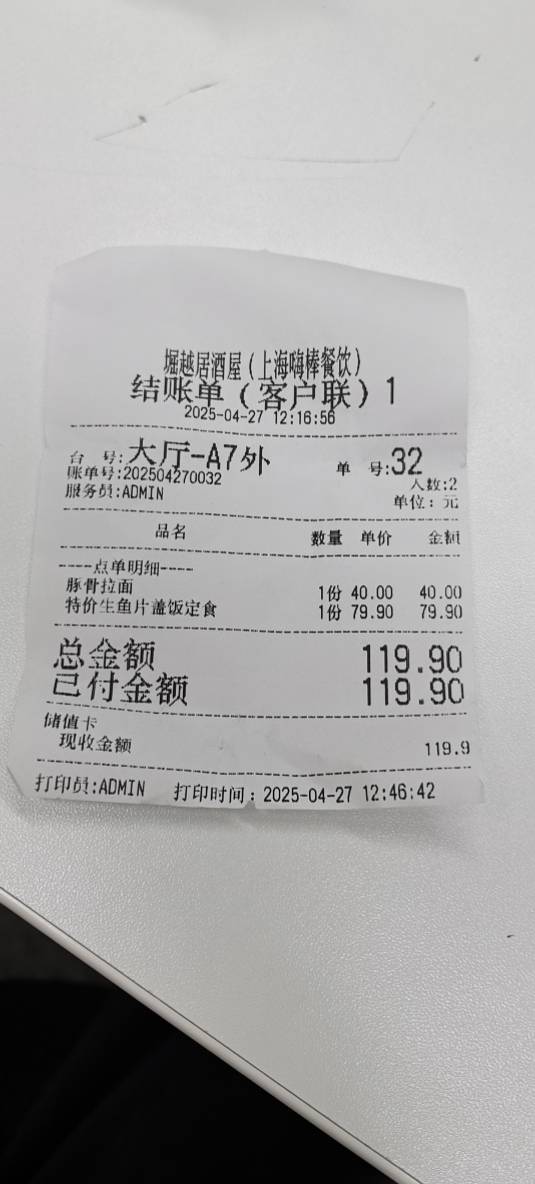 堀越居酒屋（上海嗨棒餐饮）
结账单（客户联）1
2025-04-27 12:16:56
台 号:大厅-A7外 单 号:32
账单号:202504270032 人数:2
服务员:ADMIN 单位：元
品名 数量 单价 金额
----点单明细----
豚骨拉面 1份 40.00 40.00
特价生鱼片盖饭定食 1份 79.90 79.90
总金额 119.90
已付金额 119.90
储值卡
现收金额 119.9
打印员:ADMIN 打印时间：2025-04-27 12:46:42